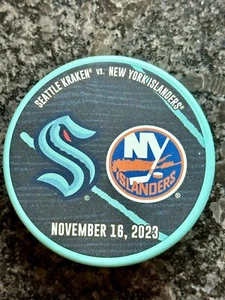 SEATTLE KRAKEN® vs. NEW YORK ISLANDERS®
NY
ISLANDERS
®
®
NOVEMBER 16, 2023